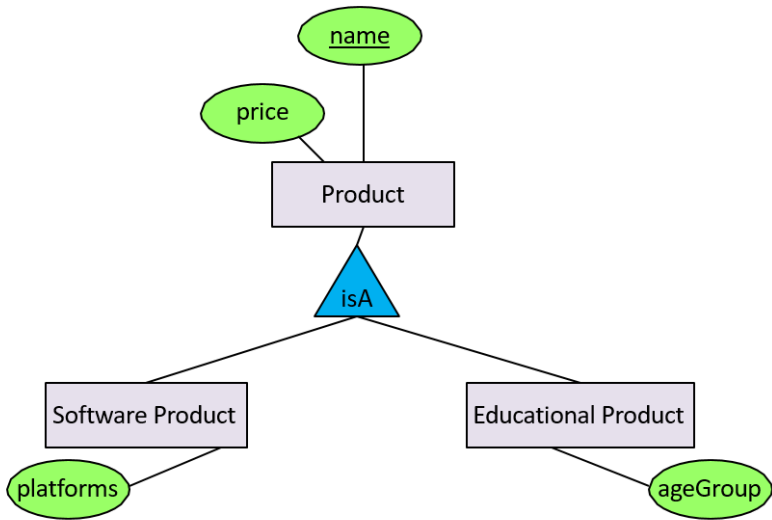 name
price
Product
isA
Software Product
Educational Product
platforms
ageGroup